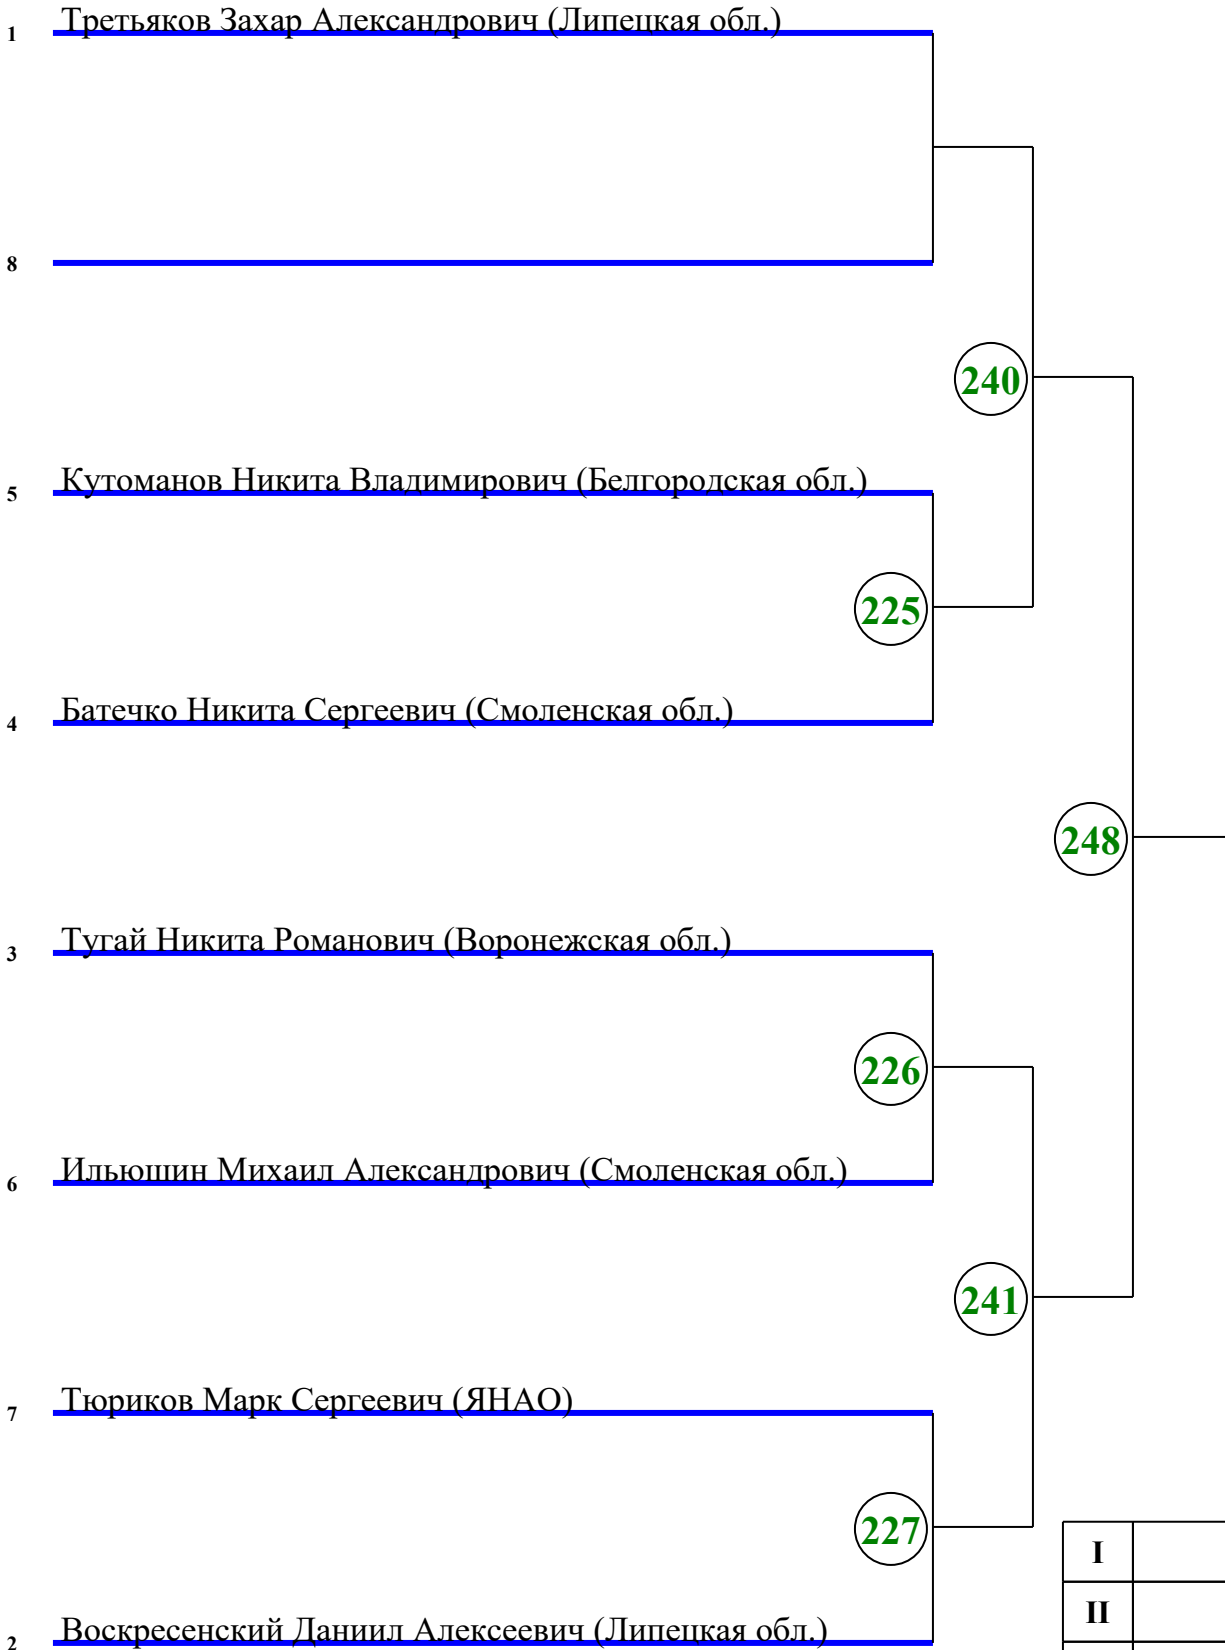 1 Третьяков Захар Александрович (Липецкая обл.)
8
240
5 Кутоманов Никита Владимирович (Белгородская обл.)
225
4 Батечко Никита Сергеевич (Смоленская обл.)
248
3 Тугай Никита Романович (Воронежская обл.)
226
6 Ильюшин Михаил Александрович (Смоленская обл.)
241
7 Тюриков Марк Сергеевич (ЯНАО)
227
I
II
2 Воскресенский Даниил Алексеевич (Липецкая обл.)